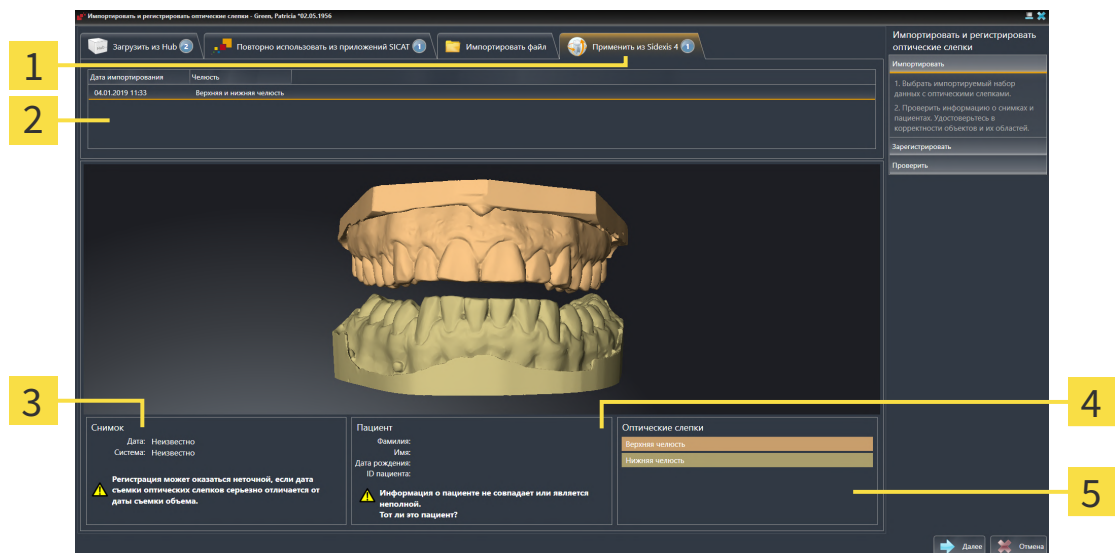 Импортировать и регистрировать оптические слепки - Green, Patricia *02.05.1956
Загрузить из Hub 2
Повторно использовать из приложений SICAT 1
Импортировать файл
Применить из Sidexis 4 1
Дата импортирования Челюсть
04.01.2019 11:33 Верхняя и нижняя челюсть
1
2
3
4
5
Снимок
Дата: Неизвестно
Система: Неизвестно
Регистрация может оказаться неточной, если дата
съемки оптических слепков серьезно отличается от
даты съемки объема.
Пациент
Фамилия:
Имя:
Дата рождения:
ID пациента:
Информация о пациенте не совпадает или является
неполной.
Тот ли это пациент?
Оптические слепки
Верхняя челюсть
Нижняя челюсть
Импортировать и регистрировать
оптические слепки
Импортировать
1. Выбрать импортируемый набор
данных с оптическими слепками.
2. Проверить информацию о снимках и
пациентах. Удостоверьтесь в
корректности объектов и их областей.
Зарегистрировать
Проверить
Далее
Отмена